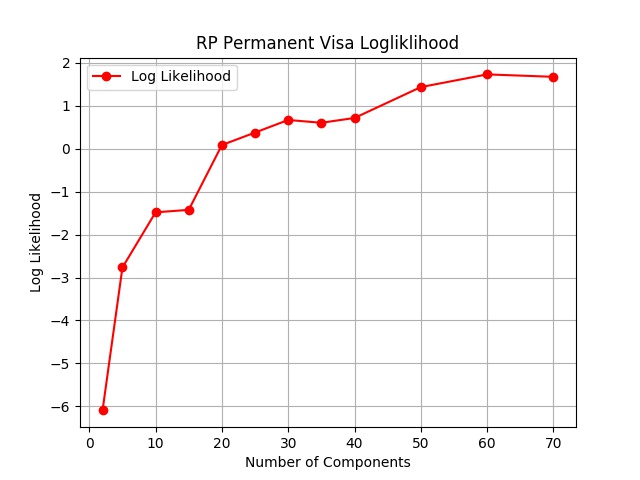 RP Permanent Visa Logliklihood
Log Likelihood
Log Likelihood
2
1
0
−1
−2
−3
−4
−5
−6
0 10 20 30 40 50 60 70
Number of Components